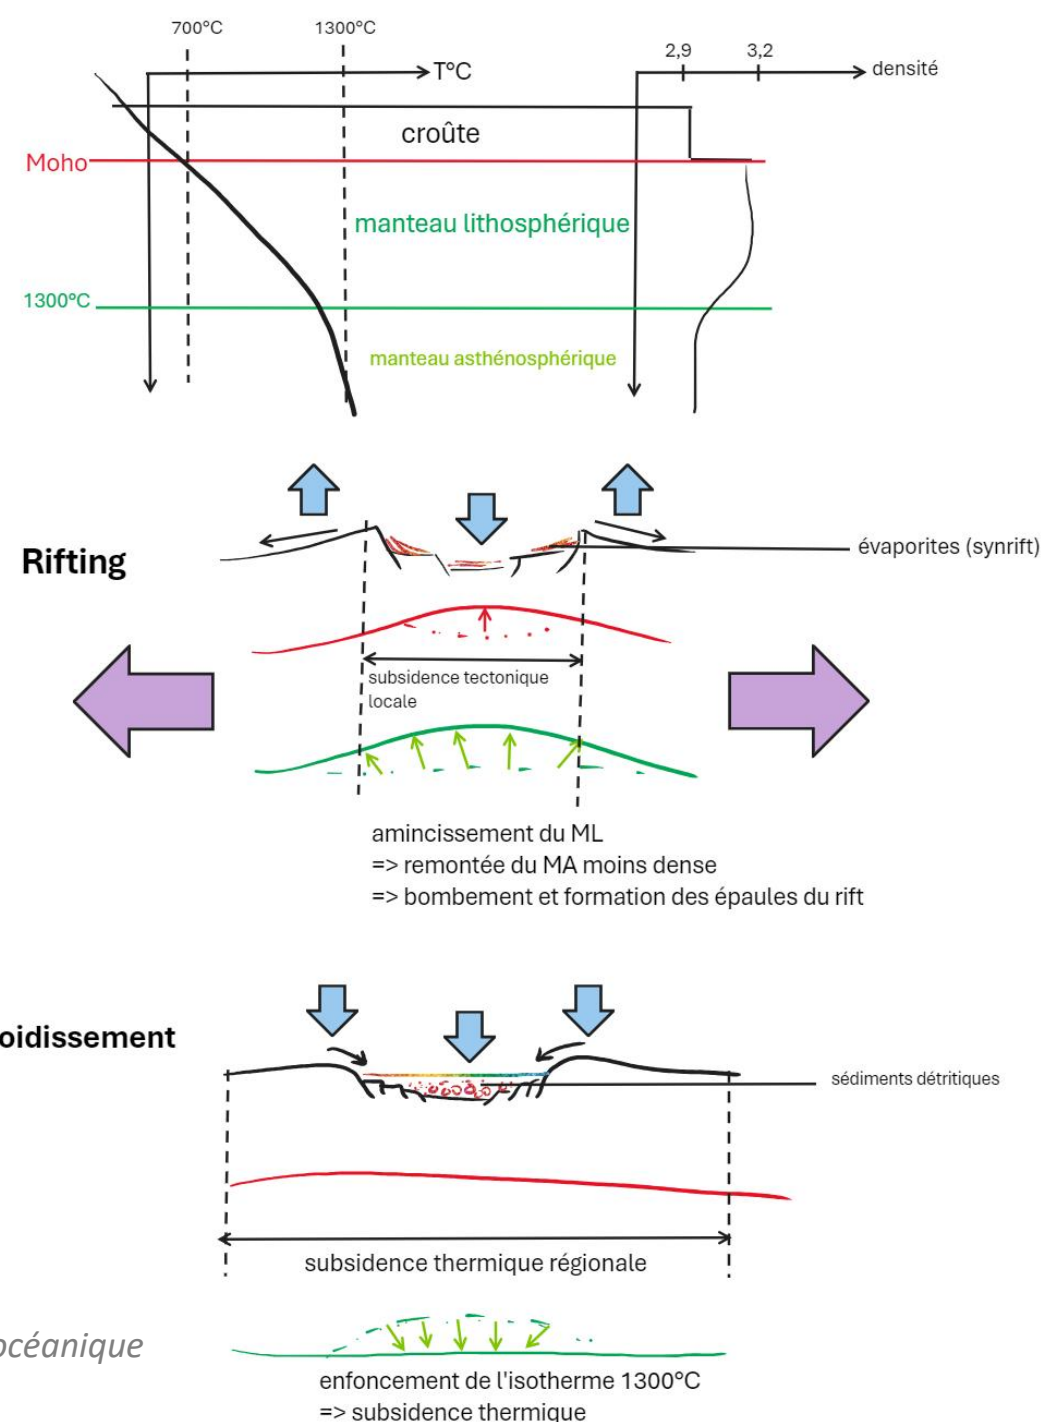 700°C
1300°C
T°C
2,9
3,2
densité
croûte
Moho
manteau lithosphérique
1300°C
manteau asthénosphérique
Rifting
évaporites (synrift)
subsidence tectonique
locale
amincissement du ML
=> remontée du MA moins dense
=> bombement et formation des épaules du rift
oidissement
sédiments détritiques
subsidence thermique régionale
océanique
enfoncement de l'isotherme 1300°C
=> subsidence thermique